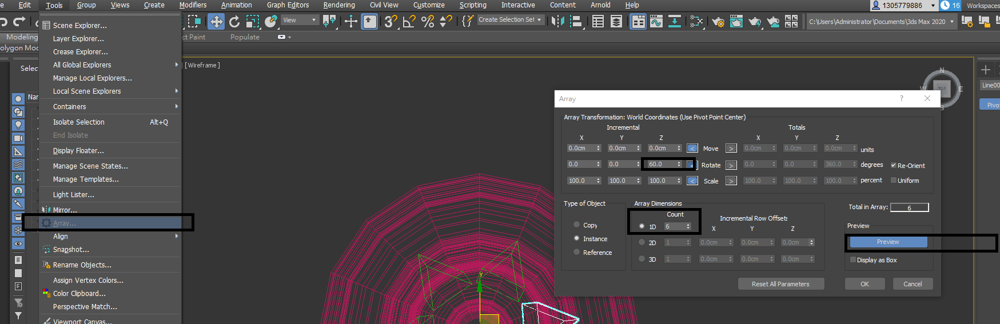 Edit Tools Group Views Create Modifiers Animation Graph Editors Rendering Civil View Customize Scripting Interactive Content Arnold Help 1305779886 16 Workspaces
View Create Selection Set C:\Users\Administrator\Documents\3ds Max 2020
Modeling ct Paint Populate
olygon Mod
Scene Explorer...
Layer Explorer...
Crease Explorer...
All Global Explorers
Manage Local Explorers...
Local Scene Explorers
Containers
Isolate Selection Alt+Q
End Isolate
Display Floater...
Manage Scene States...
Manage Templates...
Light Lister...
Mirror...
Array...
Align
Snapshot...
Rename Objects...
Assign Vertex Colors...
Color Clipboard...
Perspective Match...
Viewport Canvas...
Selec
Nan
[Wireframe ]
N
W TOP E
S
Line00
Pivot
Array ?
Array Transformation: World Coordinates (Use Pivot Point Center)
Incremental Totals
X Y Z X Y Z
0.0cm 0.0cm 0.0cm < Move > 0.0cm 0.0cm 0.0cm units
0.0 0.0 60.0 < Rotate > 0.0 0.0 360.0 degrees Re-Orient
100.0 100.0 100.0 < Scale > 100.0 100.0 100.0 percent Uniform
Type of Object
Copy
Instance
Reference
Array Dimensions
Count Incremental Row Offsets
X Y Z
1D 6
2D 1 0.0cm 0.0cm 0.0cm
3D 1 0.0cm 0.0cm 0.0cm
Total in Array: 6
Preview
Preview
Display as Box
Reset All Parameters OK Cancel
y